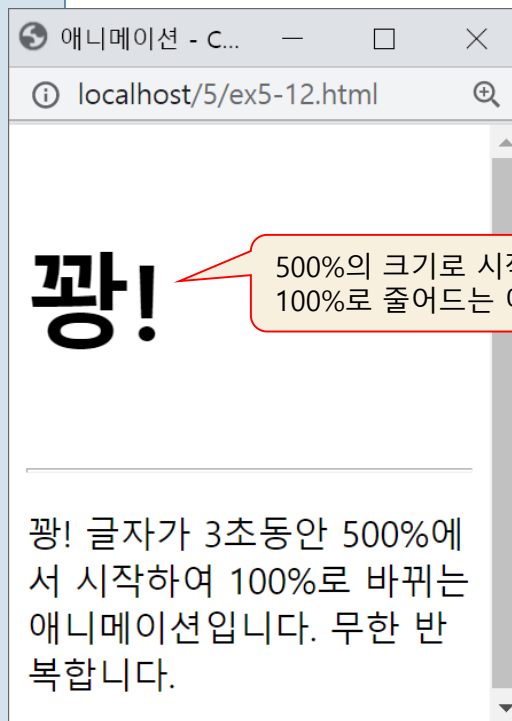 애니메이션 - C...
localhost/5/ex5-12.html
꽝!
500%의 크기로
100%로 줄어드는
꽝! 글자가 3초동안 500%에
서 시작하여 100%로 바뀌는
애니메이션입니다. 무한 반
복합니다.